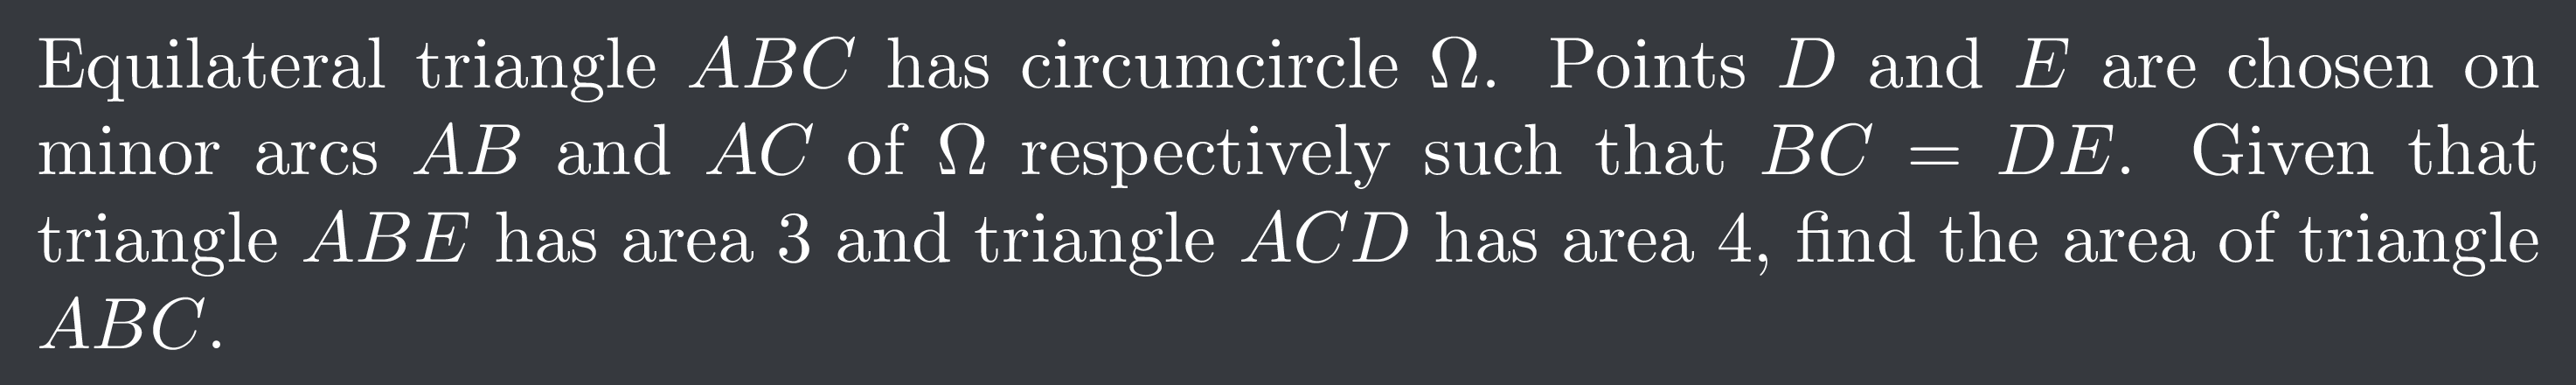 Equilateral triangle ABC has circumcircle Ω. Points D and E are chosen on
minor arcs AB and AC of Ω respectively such that BC = DE. Given that
triangle ABE has area 3 and triangle ACD has area 4, find the area of triangle
ABC.